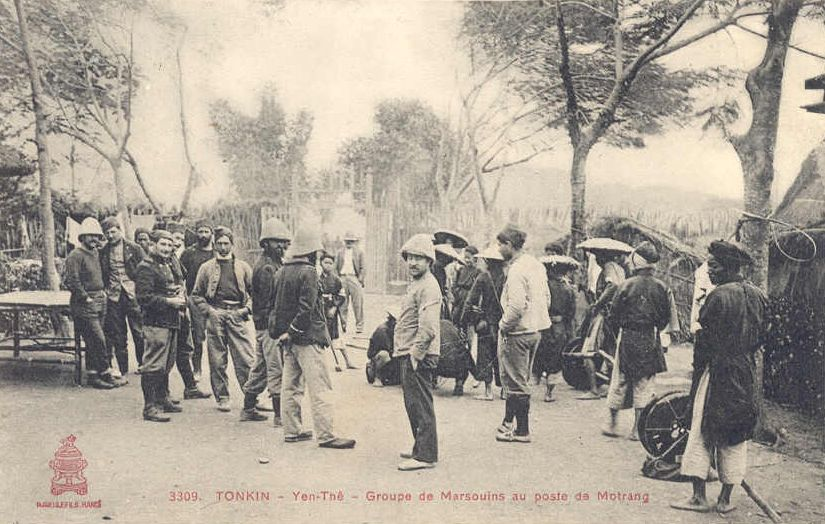 3309. TONKIN - Yen-Thê - Groupe de Marsouins au poste de Motrang